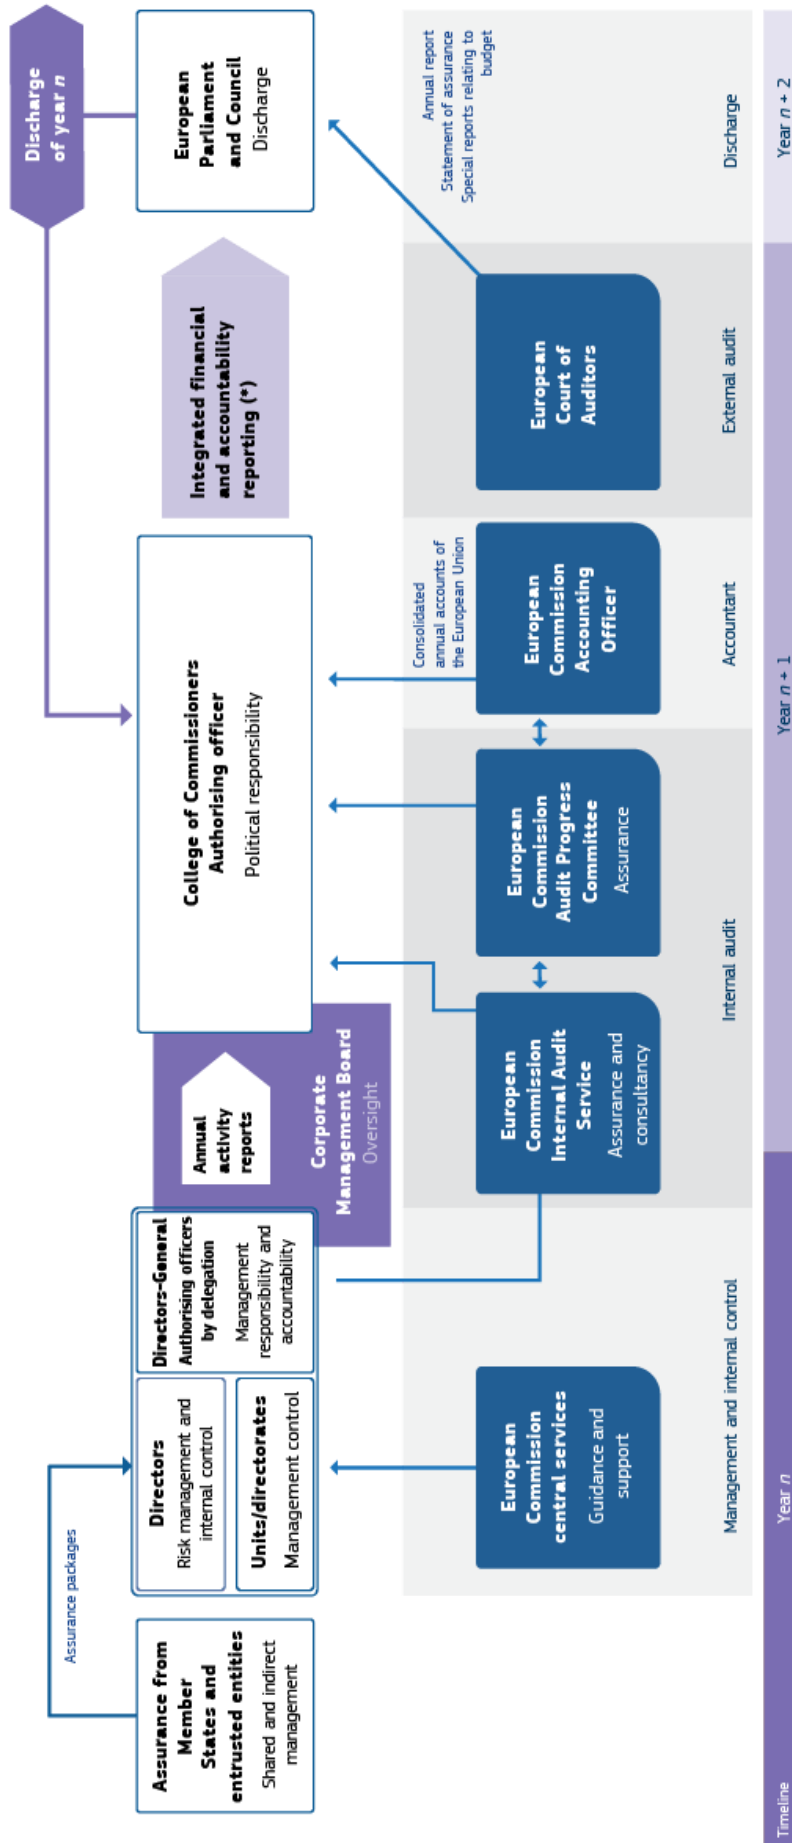 Discharge
of year n
Assurance packages
Assurance from
Member
States and
entrusted entities
Shared and indirect
management
Directors
Risk management and
internal control
Units/directorates
Management control
Directors-General
Authorising officers
by delegation
Management
responsibility and
accountability
Annual
activity
reports
Corporate
Management Board
Oversight
College of Commissioners
Authorising officer
Political responsibility
Integrated financial
and accountability
reporting (*)
European
Parliament
and Council
Discharge
Consolidated
annual accounts of
the European Union
Annual report
Statement of assurance
Special reports relating to
budget
European
Commission
central services
Guidance and
support
European
Commission
Internal Audit
Service
Assurance and
consultancy
European
Commission
Audit Progress
Committee
Assurance
European
Commission
Accounting
Officer
European
Court of
Auditors
Management and internal control
Internal audit
Accountant
External audit
Discharge
Timeline
Year n
Year n + 1
Year n + 2